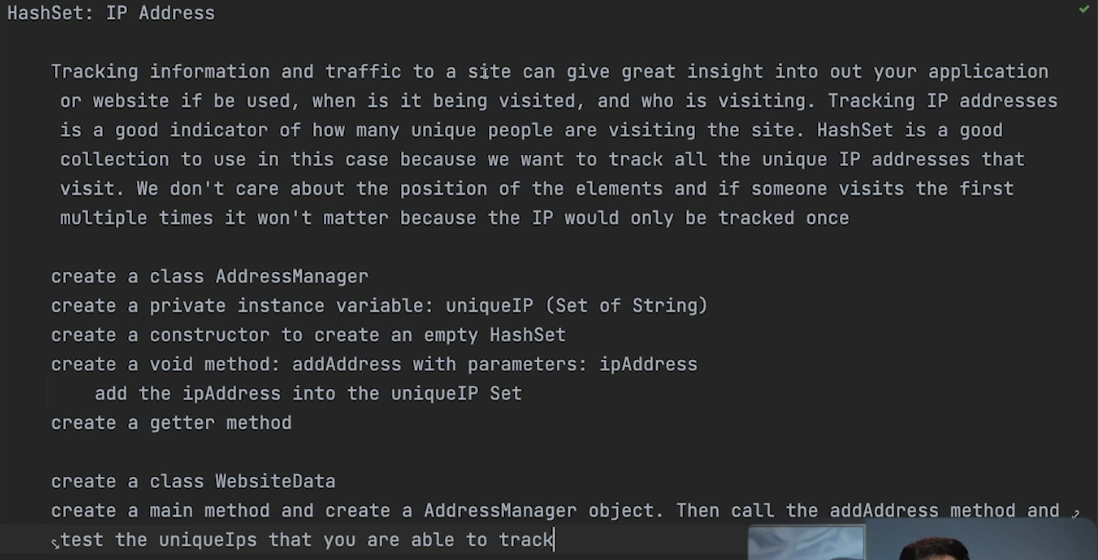 HashSet: IP Address
Tracking information and traffic to a site can give great insight into out your application
or website if be used, when is it being visited, and who is visiting. Tracking IP addresses
is a good indicator of how many unique people are visiting the site. HashSet is a good
collection to use in this case because we want to track all the unique IP addresses that
visit. We don't care about the position of the elements and if someone visits the first
multiple times it won't matter because the IP would only be tracked once
create a class AddressManager
create a private instance variable: uniqueIP (Set of String)
create a constructor to create an empty HashSet
create a void method: addAddress with parameters: ipAddress
add the ipAddress into the uniqueIP Set
create a getter method
create a class WebsiteData
create a main method and create a AddressManager object. Then call the addAddress method and
test the uniqueIps that you are able to track